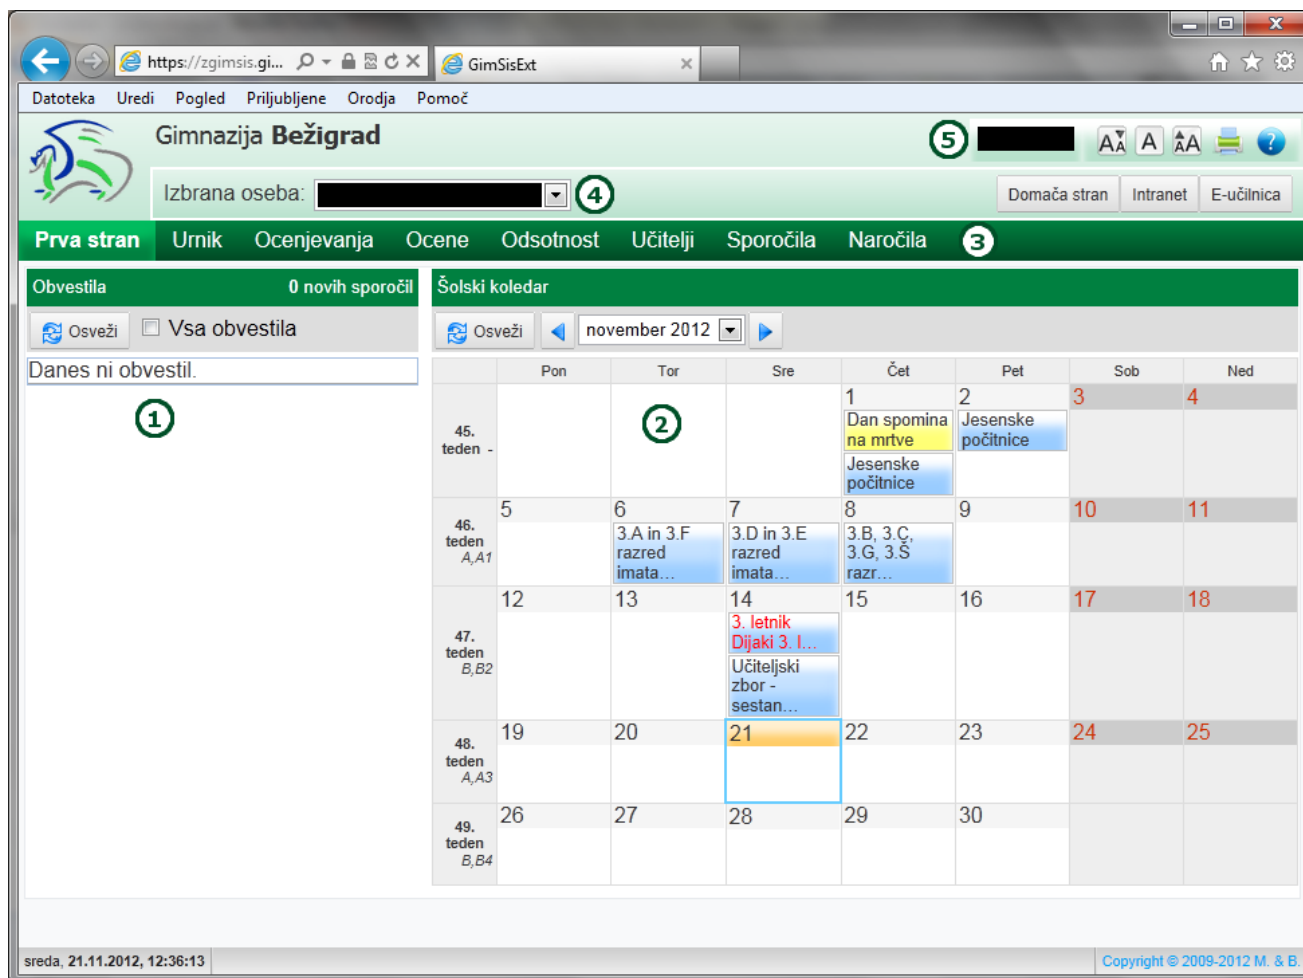 https://zgimsis.gi...
GimSisExt
Datoteka Uredi Pogled Priljubljene Orodja Pomoč
Gimnazija Bežigrad
5
A A A A A
?
Izbrana oseba:
4
Domača stran Intranet E-učilnica
Prva stran Urnik Ocenjevanja Ocene Odsotnost Učitelji Sporočila Naročila 3
Obvestila 0 novih sporočil
Osveži Vsa obvestila
Danes ni obvestil.
1
Šolski koledar
Osveži november 2012
Pon Tor Sre Čet Pet Sob Ned
45.
teden -
2
1
Dan spomina
na mrtve
Jesenske
počitnice
2
Jesenske
počitnice
3
4
46.
teden
A,A1
5
6
3.A in 3.F
razred
imata...
7
3.D in 3.E
razred
imata...
8
3.B, 3.C,
3.G, 3.Š
razr...
9
10
11
47.
teden
B,B2
12
13
14
3. letnik
Dijaki 3. l...
Učiteljski
zbor -
sestan...
15
16
17
18
48.
teden
A,A3
19
20
21
22
23
24
25
49.
teden
B,B4
26
27
28
29
30
sreda, 21.11.2012, 12:36:13
Copyright © 2009-2012 M. & B.